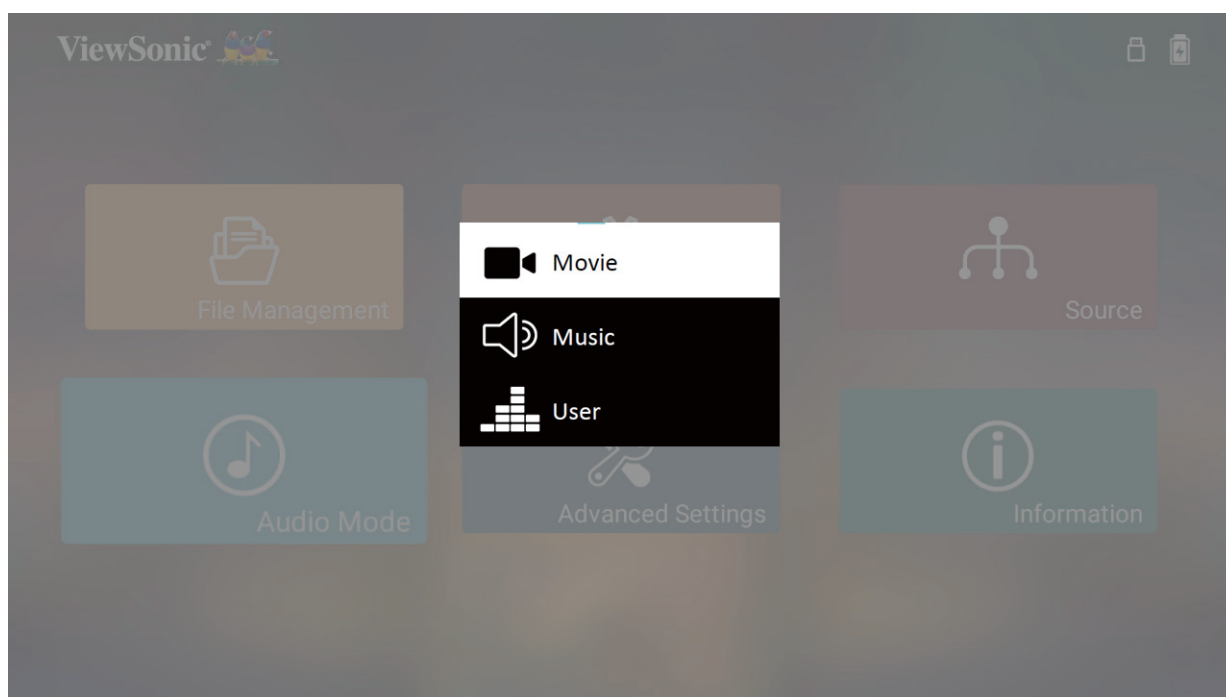 ViewSonic®
File Management
Source
Movie
Music
User
Audio Mode
Advanced Settings
Information